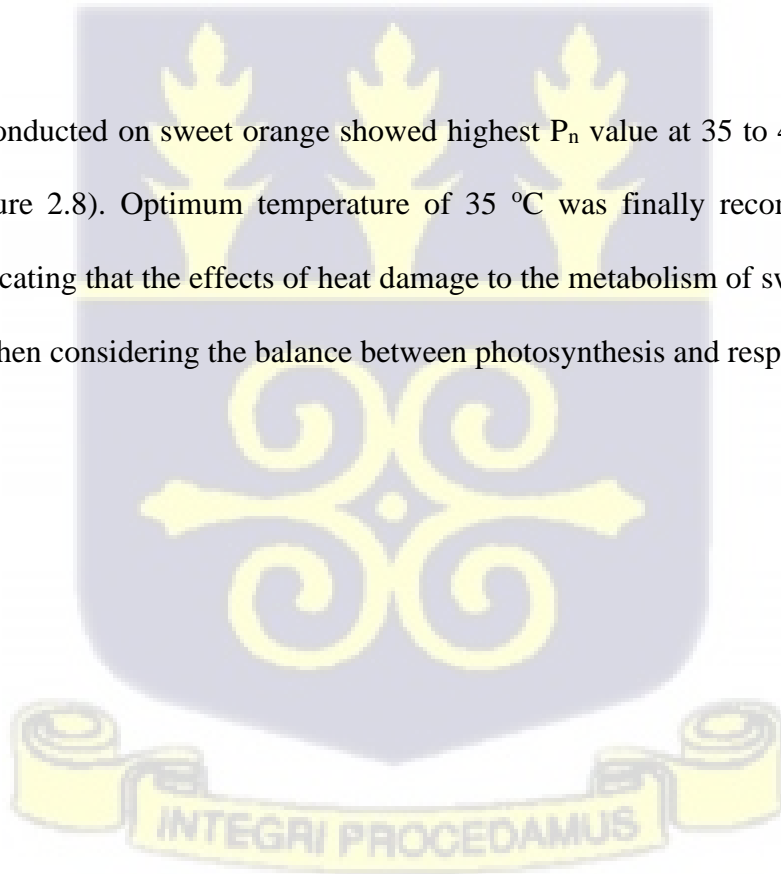 onducted on sweet orange showed highest Pn value at 35 to 4
ure 2.8). Optimum temperature of 35 °C was finally recor
cating that the effects of heat damage to the metabolism of sw
hen considering the balance between photosynthesis and resp
INTEGRI PROCEDAMUS